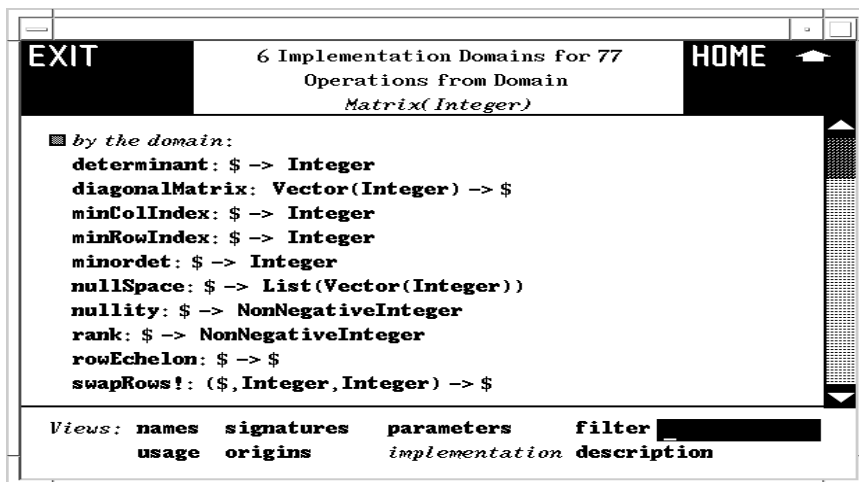 EXIT
6 Implementation Domains for 77
Operations from Domain
Matrix(Integer)
HOME
by the domain:
determinant: $ -> Integer
diagonalMatrix: Vector(Integer) -> $
minColIndex: $ -> Integer
minRowIndex: $ -> Integer
minordet: $ -> Integer
nullSpace: $ -> List(Vector(Integer))
nullity: $ -> NonNegativeInteger
rank: $ -> NonNegativeInteger
rowEchelon: $ -> $
swapRows!: ($,Integer,Integer) -> $
Views: names signatures parameters filter _
usage origins implementation description